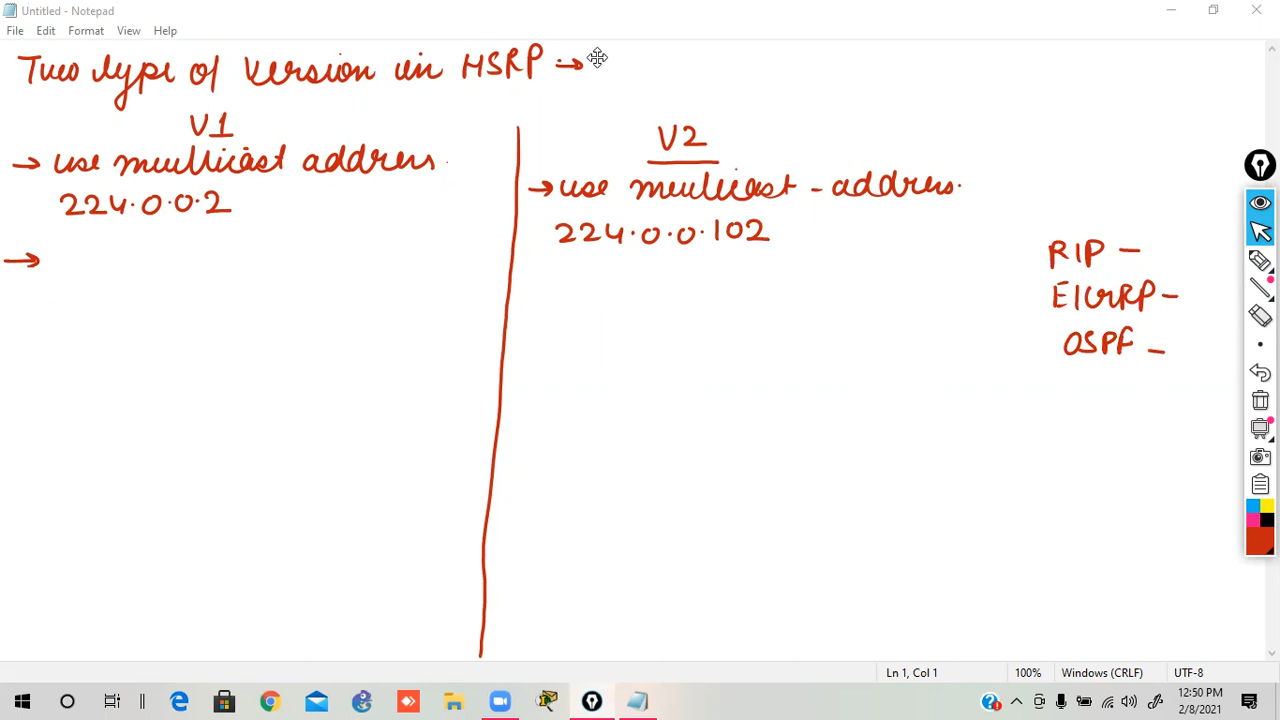 Untitled - Notepad
File Edit Format View Help
Two type of Version in HSRP →
V1
→ use multicast address
224.0.0.2
→
V2
→ use multicast - address.
224.0.0.102
RIP -
EIGRP -
OSPF -
Ln 1, Col 1 100% Windows (CRLF) UTF-8
12:50 PM
2/8/2021